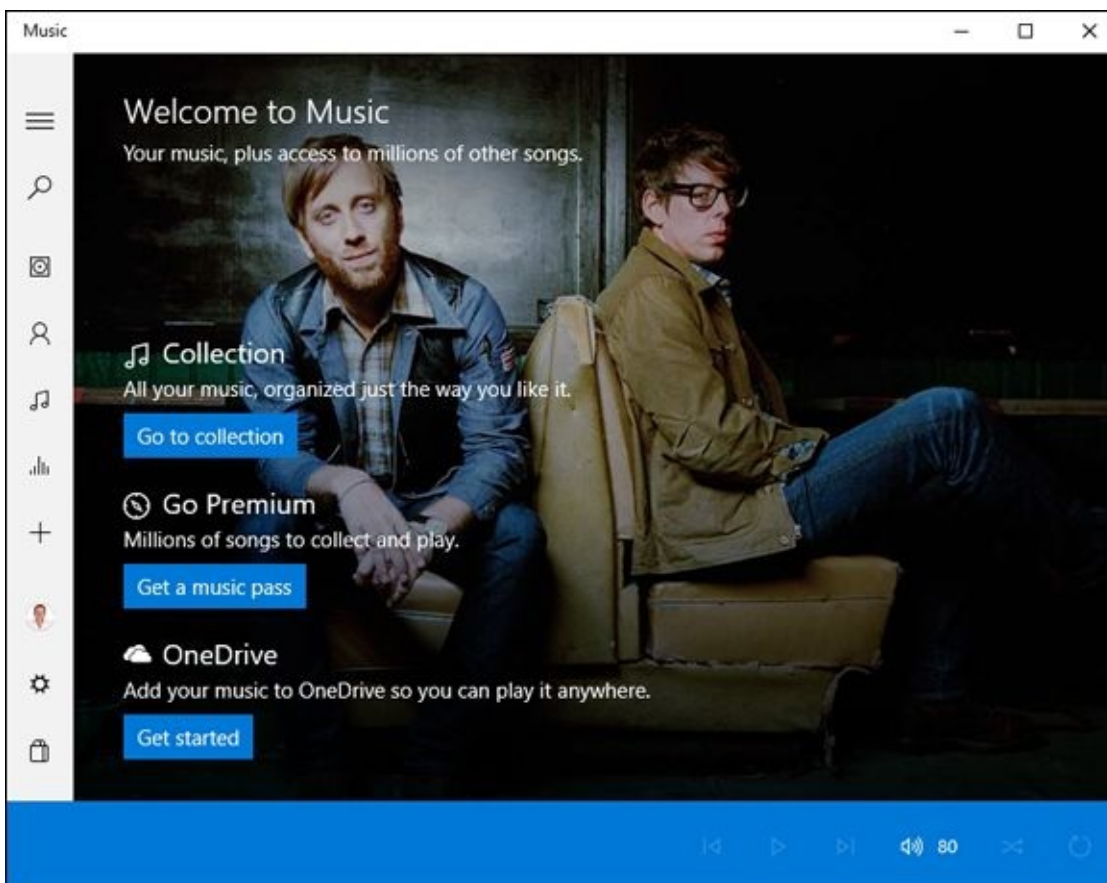 Music
Welcome to Music
Your music, plus access to millions of other songs.
Collection
All your music, organized just the way you like it.
Go to collection
Go Premium
Millions of songs to collect and play.
Get a music pass
OneDrive
Add your music to OneDrive so you can play it anywhere.
Get started
80